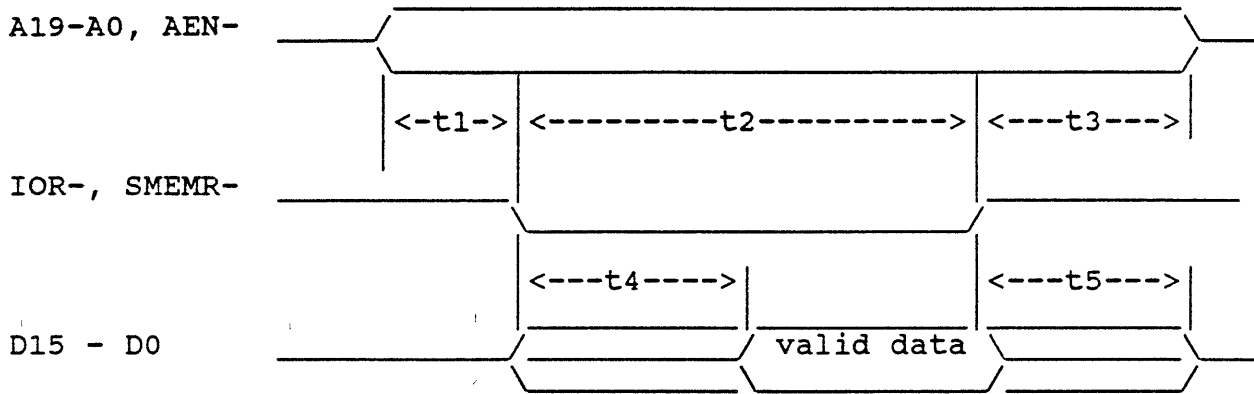 A19-A0, AEN-
<-t1-> <---------t2----------> <---t3--->
IOR-, SMEMR-
<---t4----> <---t5---->
D15 - D0 valid data